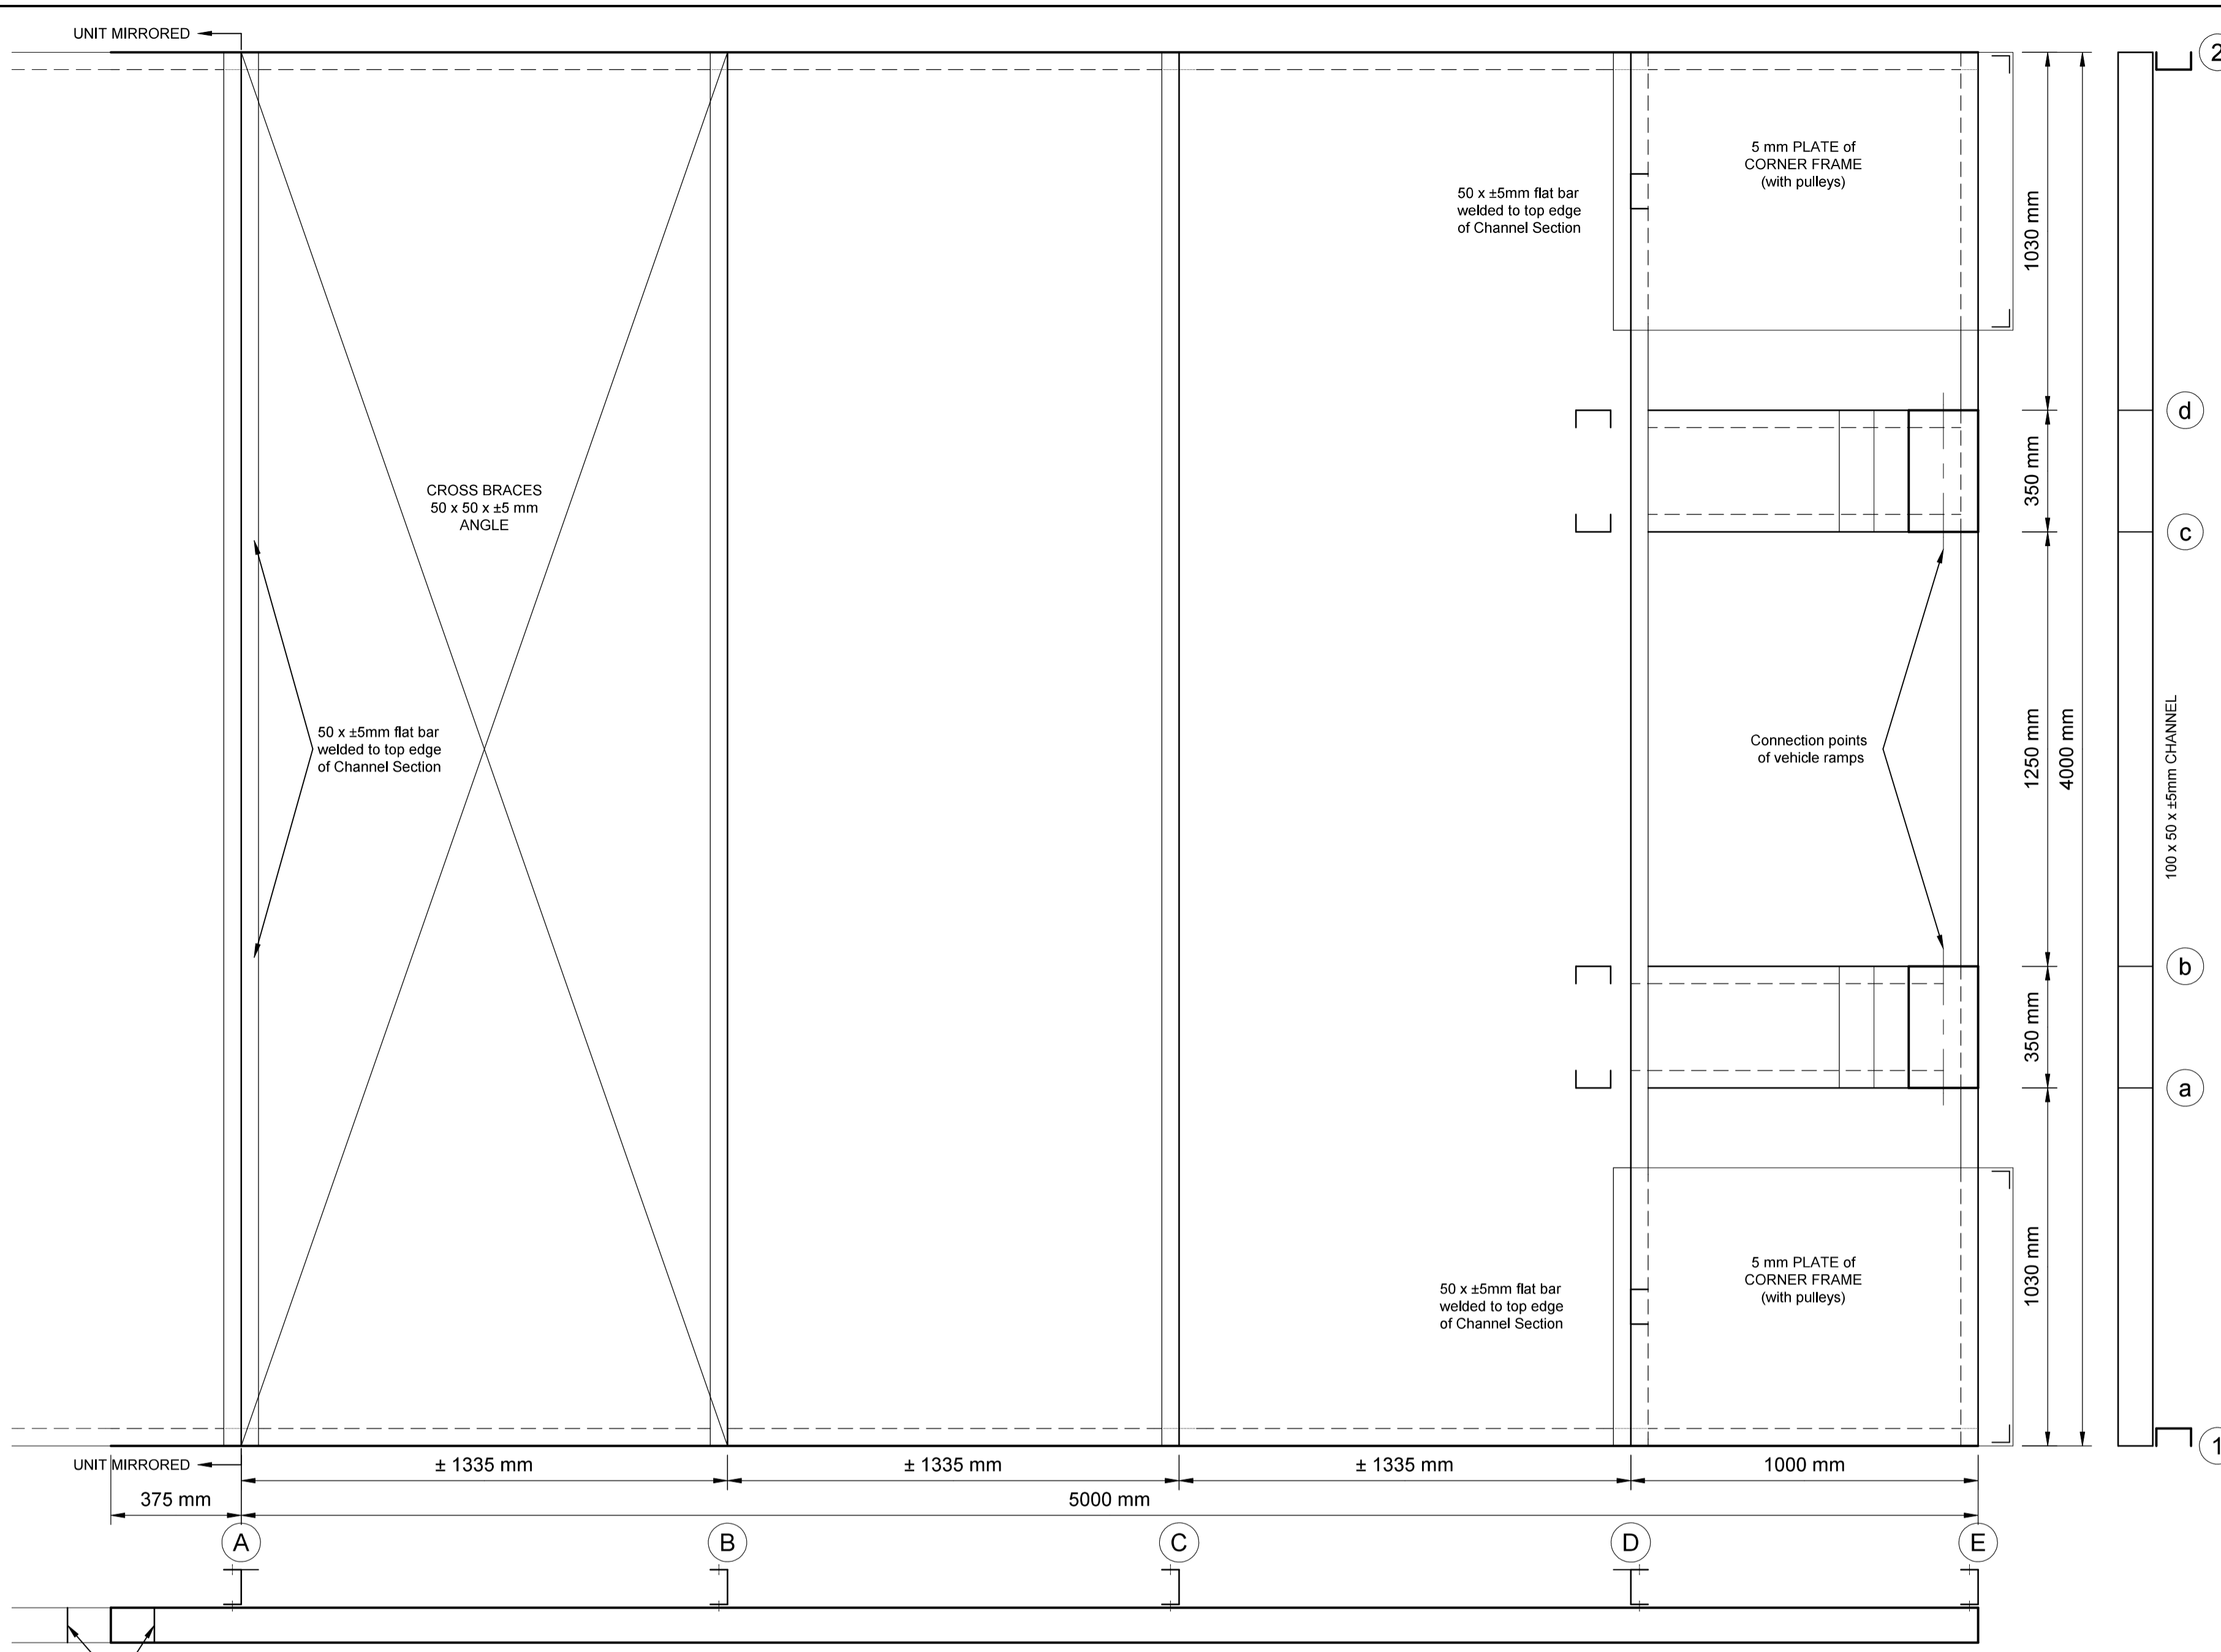 UNIT MIRRORED
2
5 mm PLATE of
CORNER FRAME
(with pulleys)
50 x ±5mm flat bar
welded to top edge
of Channel Section
1030 mm
d
350 mm
c
CROSS BRACES
50 x 50 x ±5 mm
ANGLE
50 x ±5mm flat bar
welded to top edge
of Channel Section
Connection points
of vehicle ramps
1250 mm
4000 mm
100 x 50 x ±5mm CHANNEL
b
350 mm
a
5 mm PLATE of
CORNER FRAME
(with pulleys)
50 x ±5mm flat bar
welded to top edge
of Channel Section
1030 mm
1
UNIT MIRRORED
± 1335 mm
± 1335 mm
± 1335 mm
1000 mm
375 mm
5000 mm
A
B
C
D
E